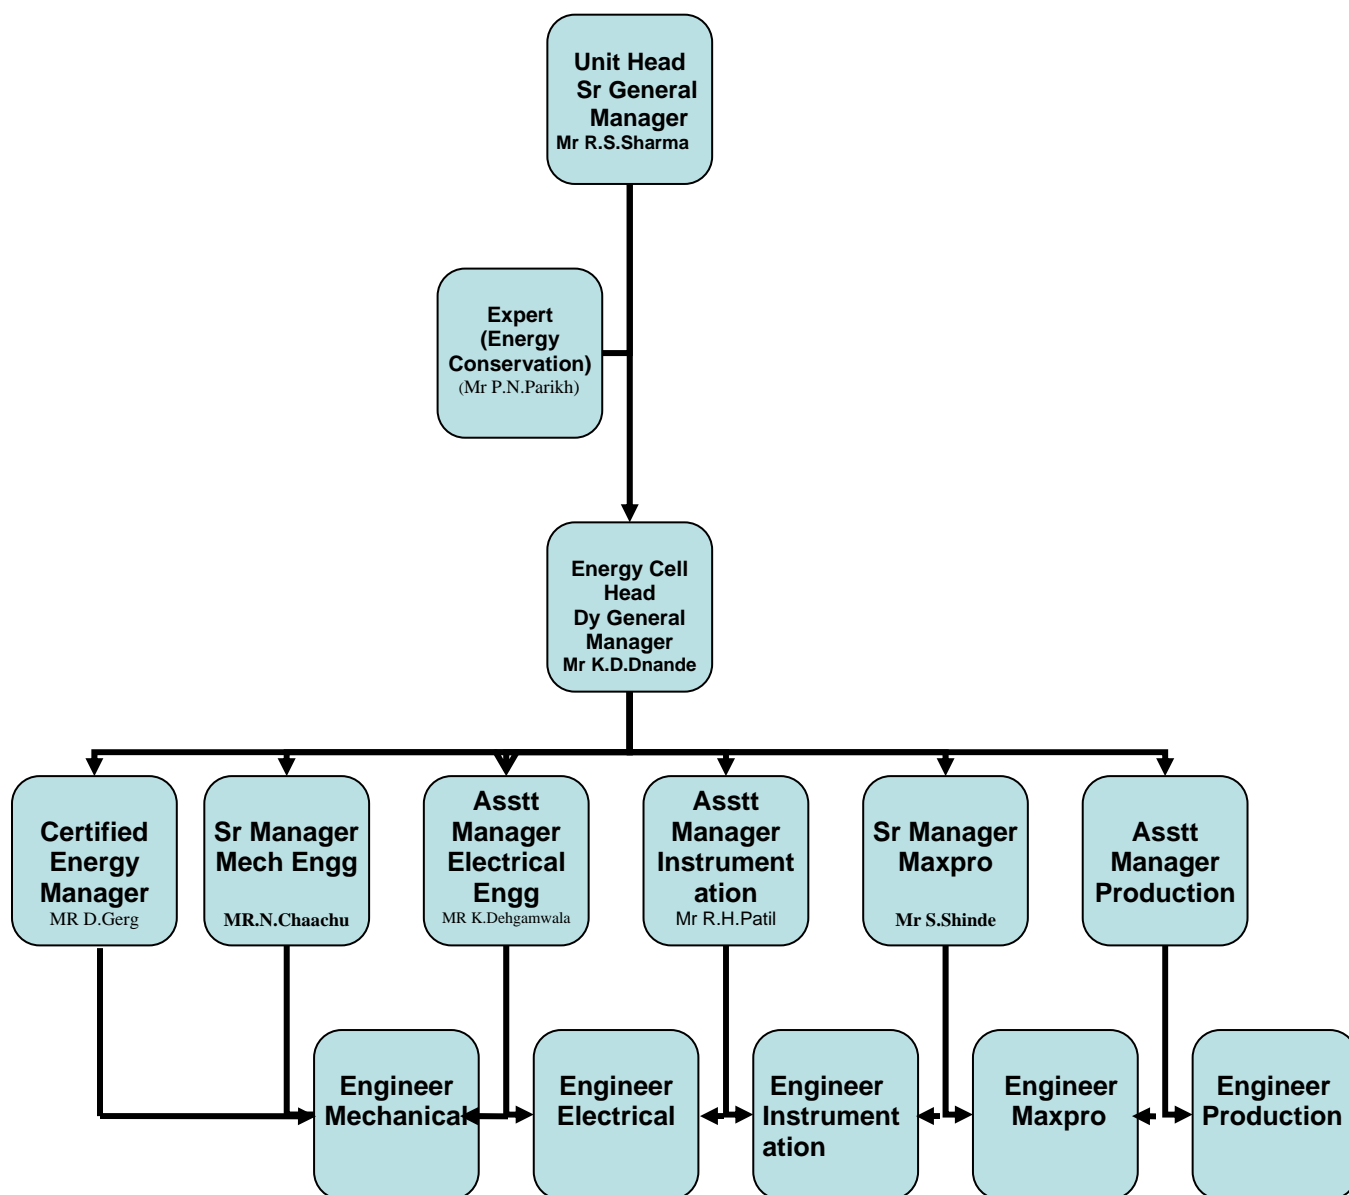 Unit Head
Sr General
Manager
Mr R.S.Sharma
Expert
(Energy
Conservation)
(Mr P.N.Parikh)
Energy Cell
Head
Dy General
Manager
Mr K.D.Dnande
Certified
Energy
Manager
MR D.Gerg
Sr Manager
Mech Engg
MR.N.Chaachu
Asstt
Manager
Electrical
Engg
MR K.Dehgamwala
Asstt
Manager
Instrument
ation
Mr R.H.Patil
Sr Manager
Maxpro
Mr S.Shinde
Asstt
Manager
Production
Engineer
Mechanical
Engineer
Electrical
Engineer
Instrument
ation
Engineer
Maxpro
Engineer
Production